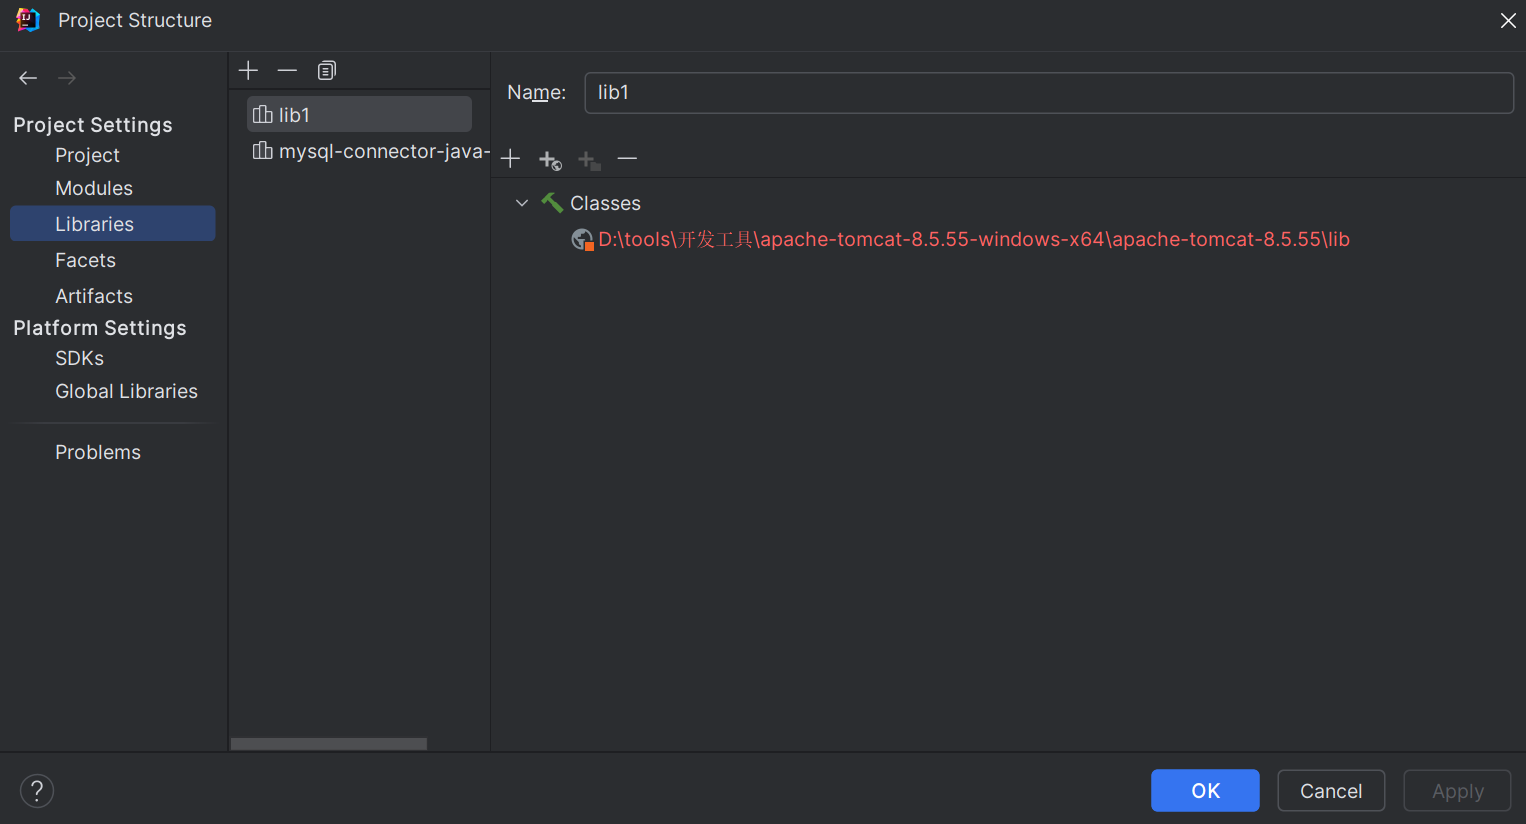 Project Structure
Project Settings
Project
Modules
Libraries
Facets
Artifacts
Platform Settings
SDKs
Global Libraries
Problems
lib1
mysql-connector-java-
Name: lib1
Classes
D:\tools\开发工具\apache-tomcat-8.5.55-windows-x64\apache-tomcat-8.5.55\lib
?
OK
Cancel
Apply